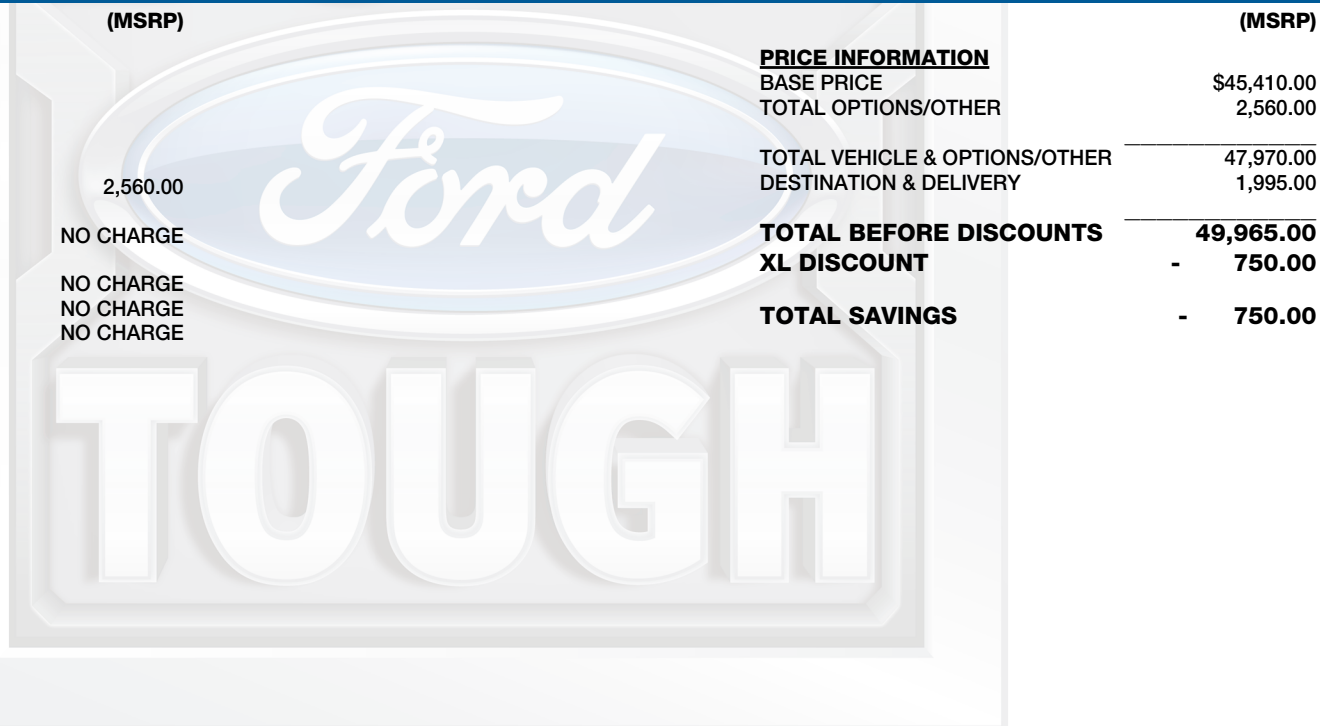 (MSRP)
2,560.00
NO CHARGE
NO CHARGE
NO CHARGE
NO CHARGE
(MSRP)
PRICE INFORMATION
BASE PRICE $45,410.00
TOTAL OPTIONS/OTHER 2,560.00
TOTAL VEHICLE & OPTIONS/OTHER 47,970.00
DESTINATION & DELIVERY 1,995.00
TOTAL BEFORE DISCOUNTS 49,965.00
XL DISCOUNT - 750.00
TOTAL SAVINGS - 750.00
Ford
TOUGH